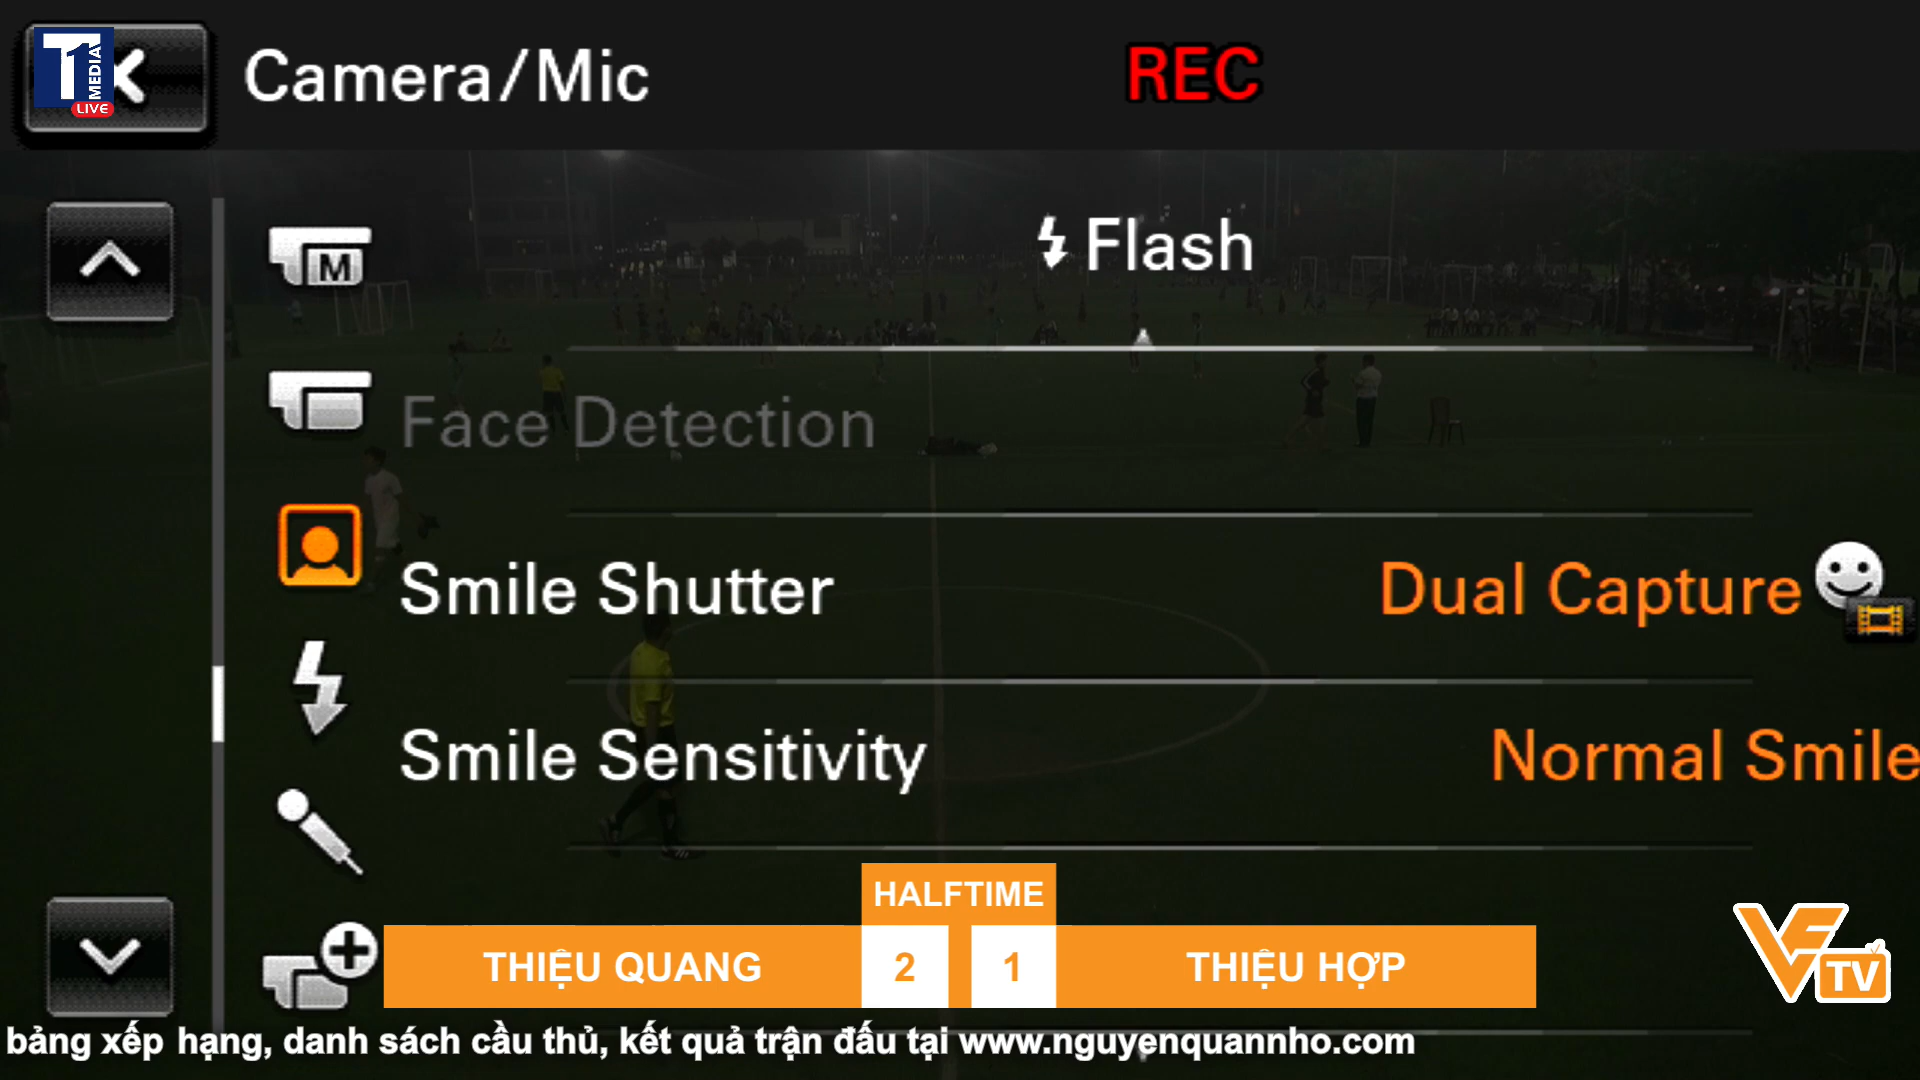 T1 MEDIA
LIVE
Camera/Mic
REC
Flash
M
Face Detection
Smile Shutter
Dual Capture
Smile Sensitivity
Normal Smile
HALFTIME
THIỆU QUANG 2 1 THIỆU HỢP
VFTV
bảng xếp hạng, danh sách cầu thủ, kết quả trận đấu tại www.nguyenquannho.com